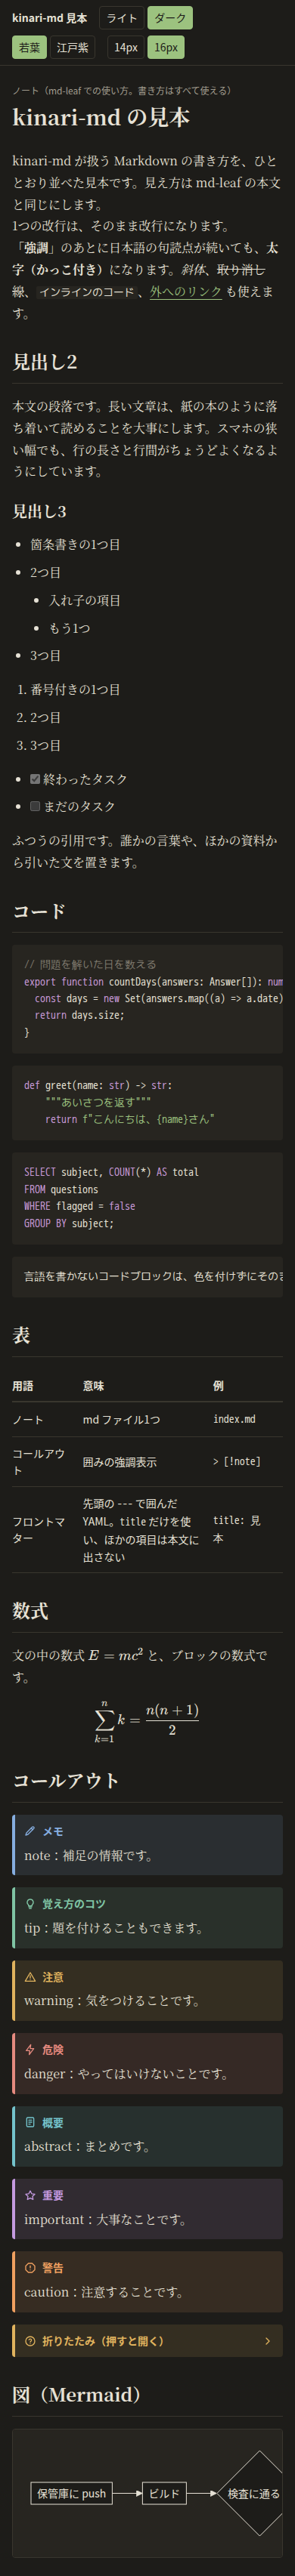 kinari-md 見本 ライト ダーク
若葉 江戸紫 14px 16px
ノート（md-leaf での使い方。書き方はすべて使える）
kinari-md の見本
kinari-md が扱う Markdown の書き方を、ひと
とおり並べた見本です。見え方は md-leaf の本文
と同じにします。
1つの改行は、そのまま改行になります。
「強調」のあとに日本語の句読点が続いても、太
字（かっこ付き）になります。斜体、取り消し
線、インラインのコード、外へのリンク も使えま
す。
見出し2
本文の段落です。長い文章は、紙の本のように落
ち着いて読めることを大事にします。スマホの狭
い幅でも、行の長さと行間がちょうどよくなるよ
うにしています。
見出し3
• 箇条書きの1つ目
• 2つ目
• 入れ子の項目
• もう1つ
• 3つ目
1. 番号付きの1つ目
2. 2つ目
3. 3つ目
• 終わったタスク
• まだのタスク
ふつうの引用です。誰かの言葉や、ほかの資料か
ら引いた文を置きます。
コード
// 問題を解いた日を数える
export function countDays(answers: Answer[]): num
const days = new Set(answers.map((a) => a.date)
return days.size;
}
def greet(name: str) -> str:
"""あいさつを返す"""
return f"こんにちは、{name}さん"
SELECT subject, COUNT(*) AS total
FROM questions
WHERE flagged = false
GROUP BY subject;
言語を書かないコードブロックは、色を付けずにそのま
表
用語 意味 例
ノート md ファイル1つ index.md
コールアウ
ト
囲みの強調表示
> [!note]
フロントマ
ター
先頭の --- で囲んだ
YAML。title だけを使
い、ほかの項目は本文に
出さない
title: 見
本
数式
文の中の数式 E = mc² と、ブロックの数式で
す。
∑_{k=1}^{n} k = n(n + 1) / 2
コールアウト
メモ
note：補足の情報です。
覚え方のコツ
tip：題を付けることもできます。
注意
warning：気をつけることです。
危険
danger：やってはいけないことです。
概要
abstract：まとめです。
重要
important：大事なことです。
警告
caution：注意することです。
折りたたみ（押すと開く）
図（Mermaid）
保管庫に push ビルド 検査に通る